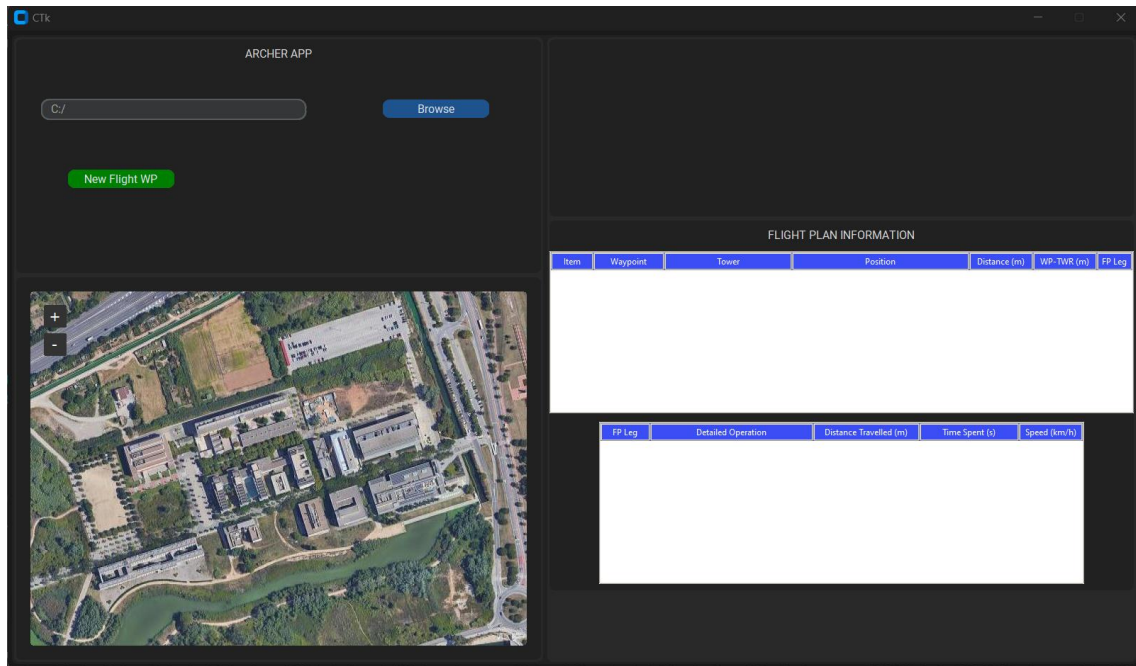 CTk
ARCHER APP
C:/
Browse
New Flight WP
+
-
FLIGHT PLAN INFORMATION
Item Waypoint Tower Position Distance (m) WP-TWR (m) FP Leg
FP Leg Detailed Operation Distance Travelled (m) Time Spent (s) Speed (km/h)